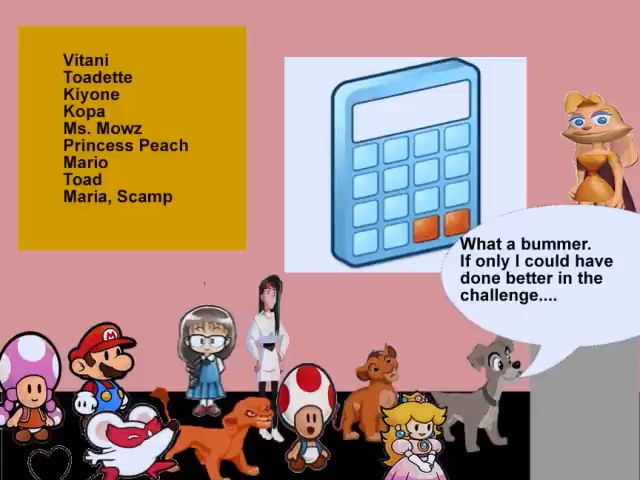 Vitani
Toadette
Kiyone
Kopa
Ms. Mowz
Princess Peach
Mario
Toad
Maria, Scamp
What a bummer.
If only I could have
done better in the
challenge....
M